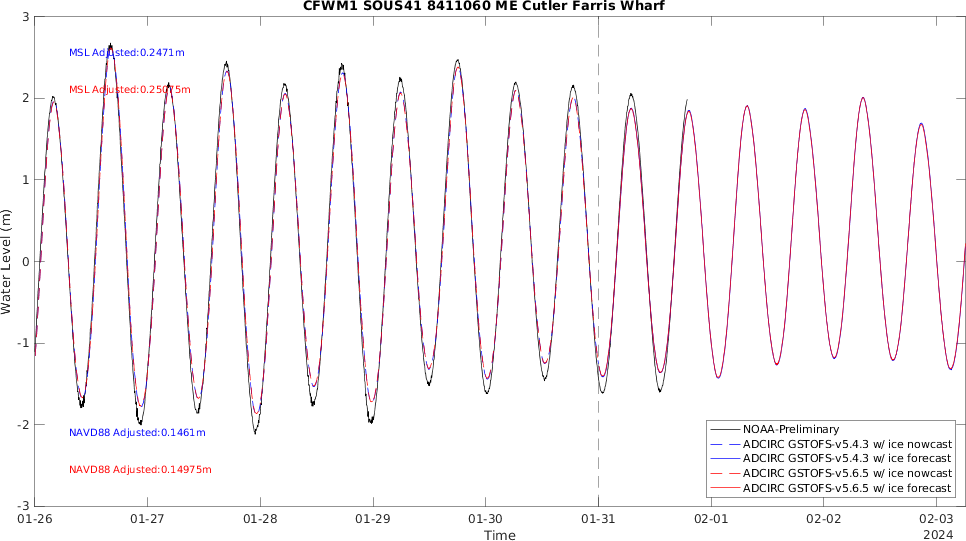 CFWM1 SOUS41 8411060 ME Cutler Farris Wharf
3
MSL Adjusted:0.2471m
MSL Adjusted:0.25075m
2
1
0
-1
-2
-3
Water Level (m)
NAVD88 Adjusted:0.1461m
NAVD88 Adjusted:0.14975m
NOAA-Preliminary
ADCIRC GSTOFS-v5.4.3 w/ ice nowcast
ADCIRC GSTOFS-v5.4.3 w/ ice forecast
ADCIRC GSTOFS-v5.6.5 w/ ice nowcast
ADCIRC GSTOFS-v5.6.5 w/ ice forecast
01-26 01-27 01-28 01-29 01-30 01-31 02-01 02-02 02-03
Time
2024